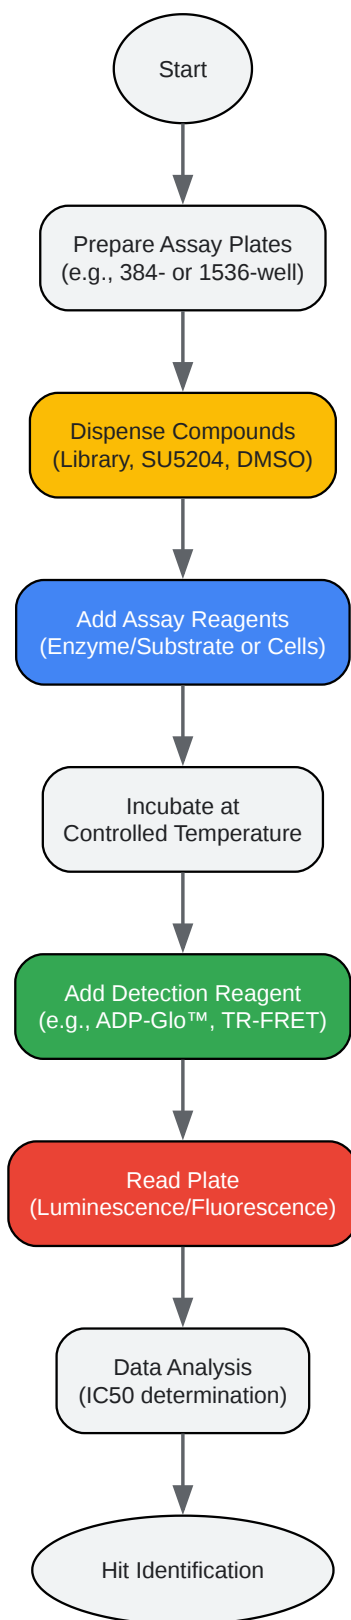 Start
Prepare Assay Plates
(e.g., 384- or 1536-well)
Dispense Compounds
(Library, SU5204, DMSO)
Add Assay Reagents
(Enzyme/Substrate or Cells)
Incubate at
Controlled Temperature
Add Detection Reagent
(e.g., ADP-Glo™, TR-FRET)
Read Plate
(Luminescence/Fluorescence)
Data Analysis
(IC50 determination)
Hit Identification